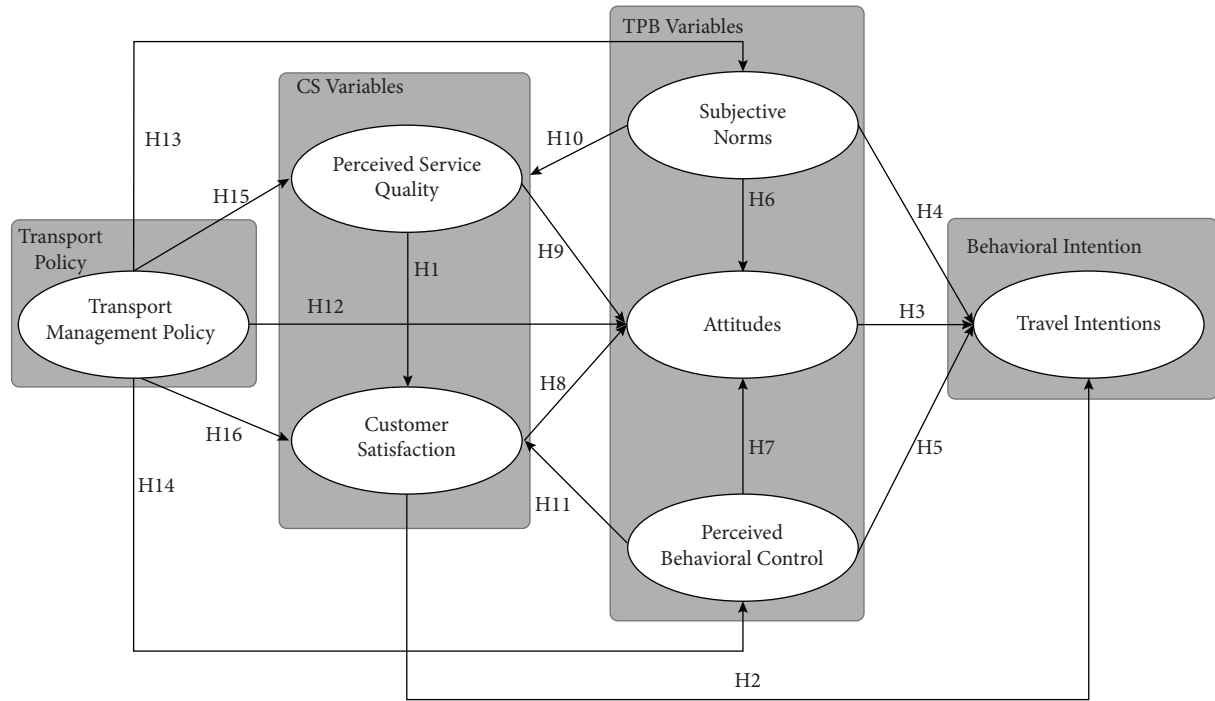 TPB Variables
CS Variables
Subjective
Norms
H13
H10
Perceived Service
Quality
H15
H6
H4
Transport
Policy
H9
H1
Behavioral Intention
Transport
Management Policy
H12
Attitudes
H3
Travel Intentions
H8
H16
Customer
Satisfaction
H7
H5
H14
H11
Perceived
Behavioral Control
H2